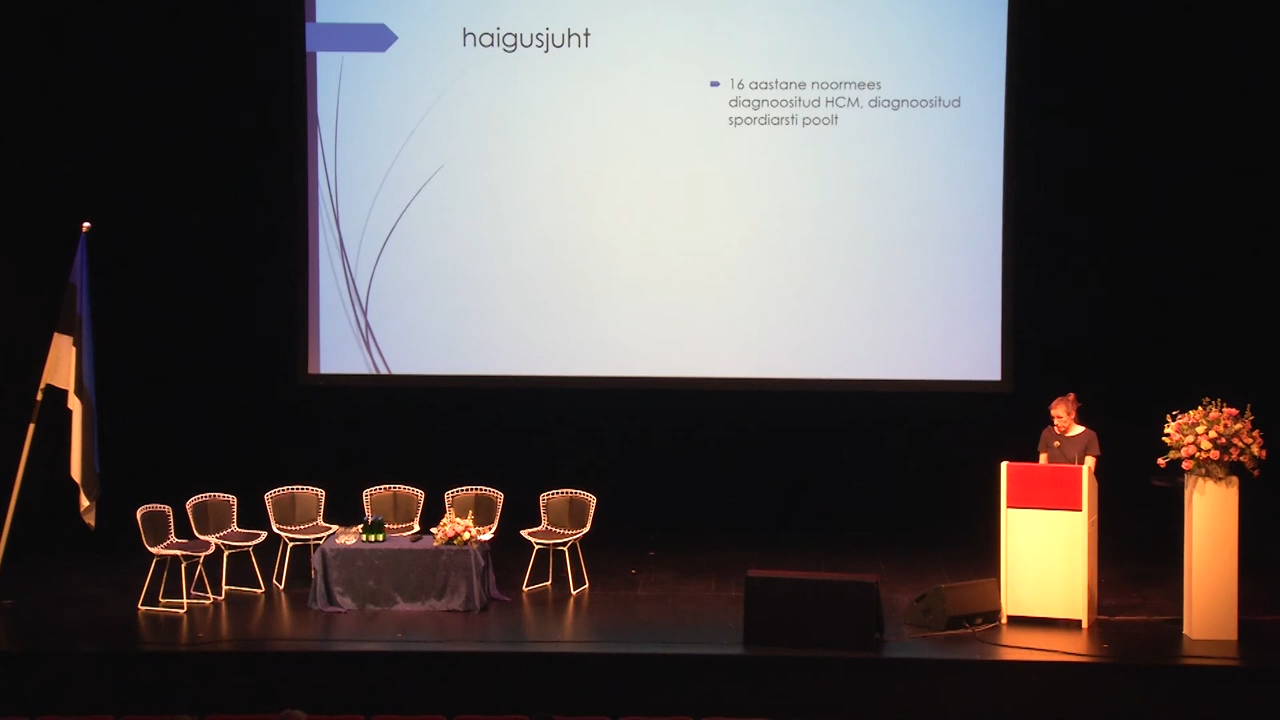 haigusjuht
16 aastane noormees
diagnoositud HCM, diagnoositud
spordiarsti poolt